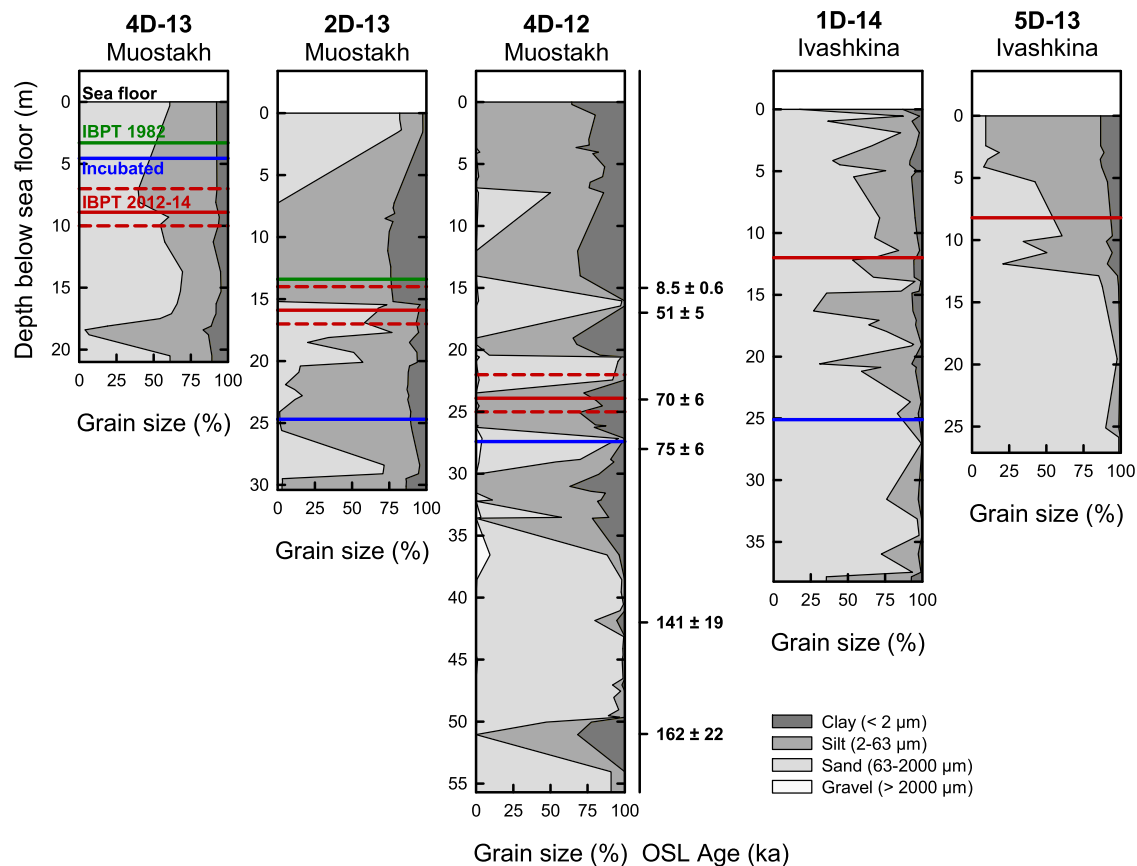 4D-13
Muostakh
2D-13
Muostakh
4D-12
Muostakh
1D-14
Ivashkina
5D-13
Ivashkina
Depth below sea floor (m)
0
5
10
15
20
Sea floor
IBPT 1982
Incubated
IBPT 2012-14
0 25 50 75 100
Grain size (%)
0
5
10
15
20
25
30
0 25 50 75 100
Grain size (%)
0
5
10
15
20
25
30
35
40
45
50
55
0 25 50 75 100
Grain size (%)
8.5 ± 0.6
51 ± 5
70 ± 6
75 ± 6
141 ± 19
162 ± 22
OSL Age (ka)
0
5
10
15
20
25
30
35
0 25 50 75 100
Grain size (%)
0
5
10
15
20
25
0 25 50 75 100
Grain size (%)
Clay (< 2 µm)
Silt (2-63 µm)
Sand (63-2000 µm)
Gravel (> 2000 µm)